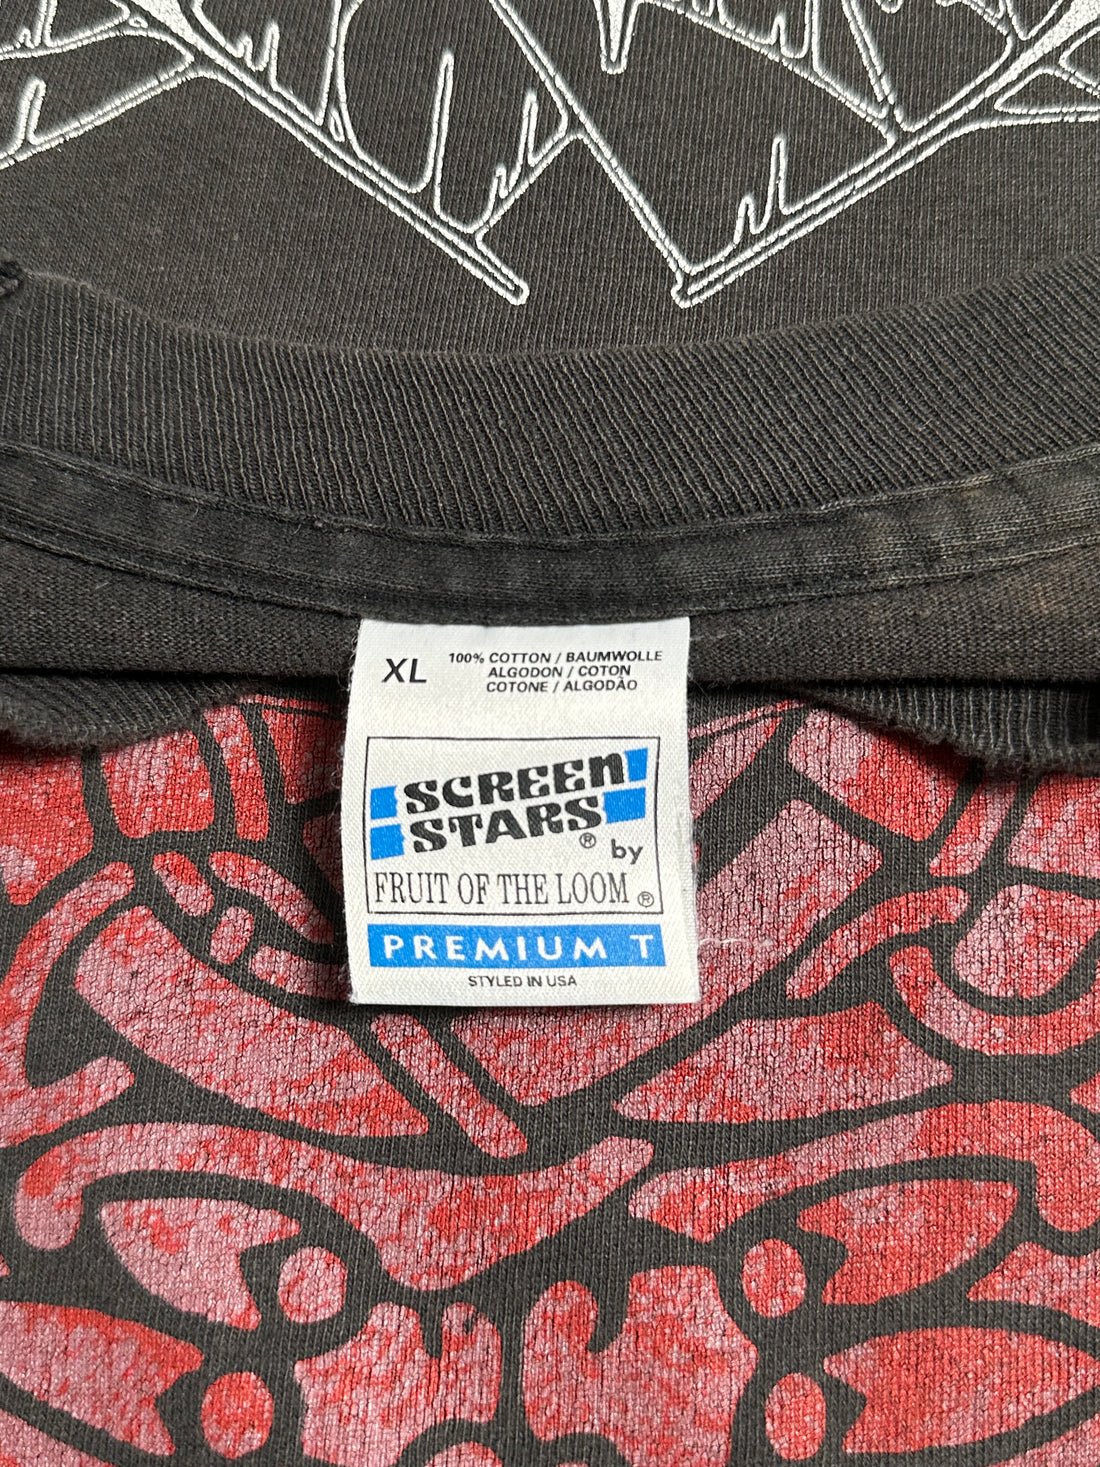 XL
100% COTTON / BAUMWOLLE
ALGODON / COTON
COTONE / ALGODÃO
SCREEN
STARS®
by
FRUIT OF THE LOOM®
PREMIUM T
STYLED IN USA